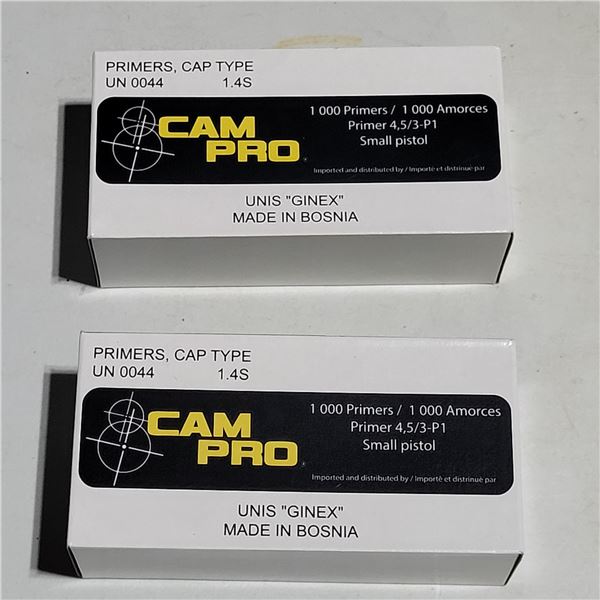 PRIMERS, CAP TYPE
UN 0044 1.4S
CAM
PRO
1 000 Primers / 1 000 Amorces
Primer 4,5/3-P1
Small pistol
Imported and distributed by / Importé et distrinué par
UNIS "GINEX"
MADE IN BOSNIA
PRIMERS, CAP TYPE
UN 0044 1.4S
CAM
PRO
1 000 Primers / 1 000 Amorces
Primer 4,5/3-P1
Small pistol
Imported and distributed by / Importé et distrinué par
UNIS "GINEX"
MADE IN BOSNIA